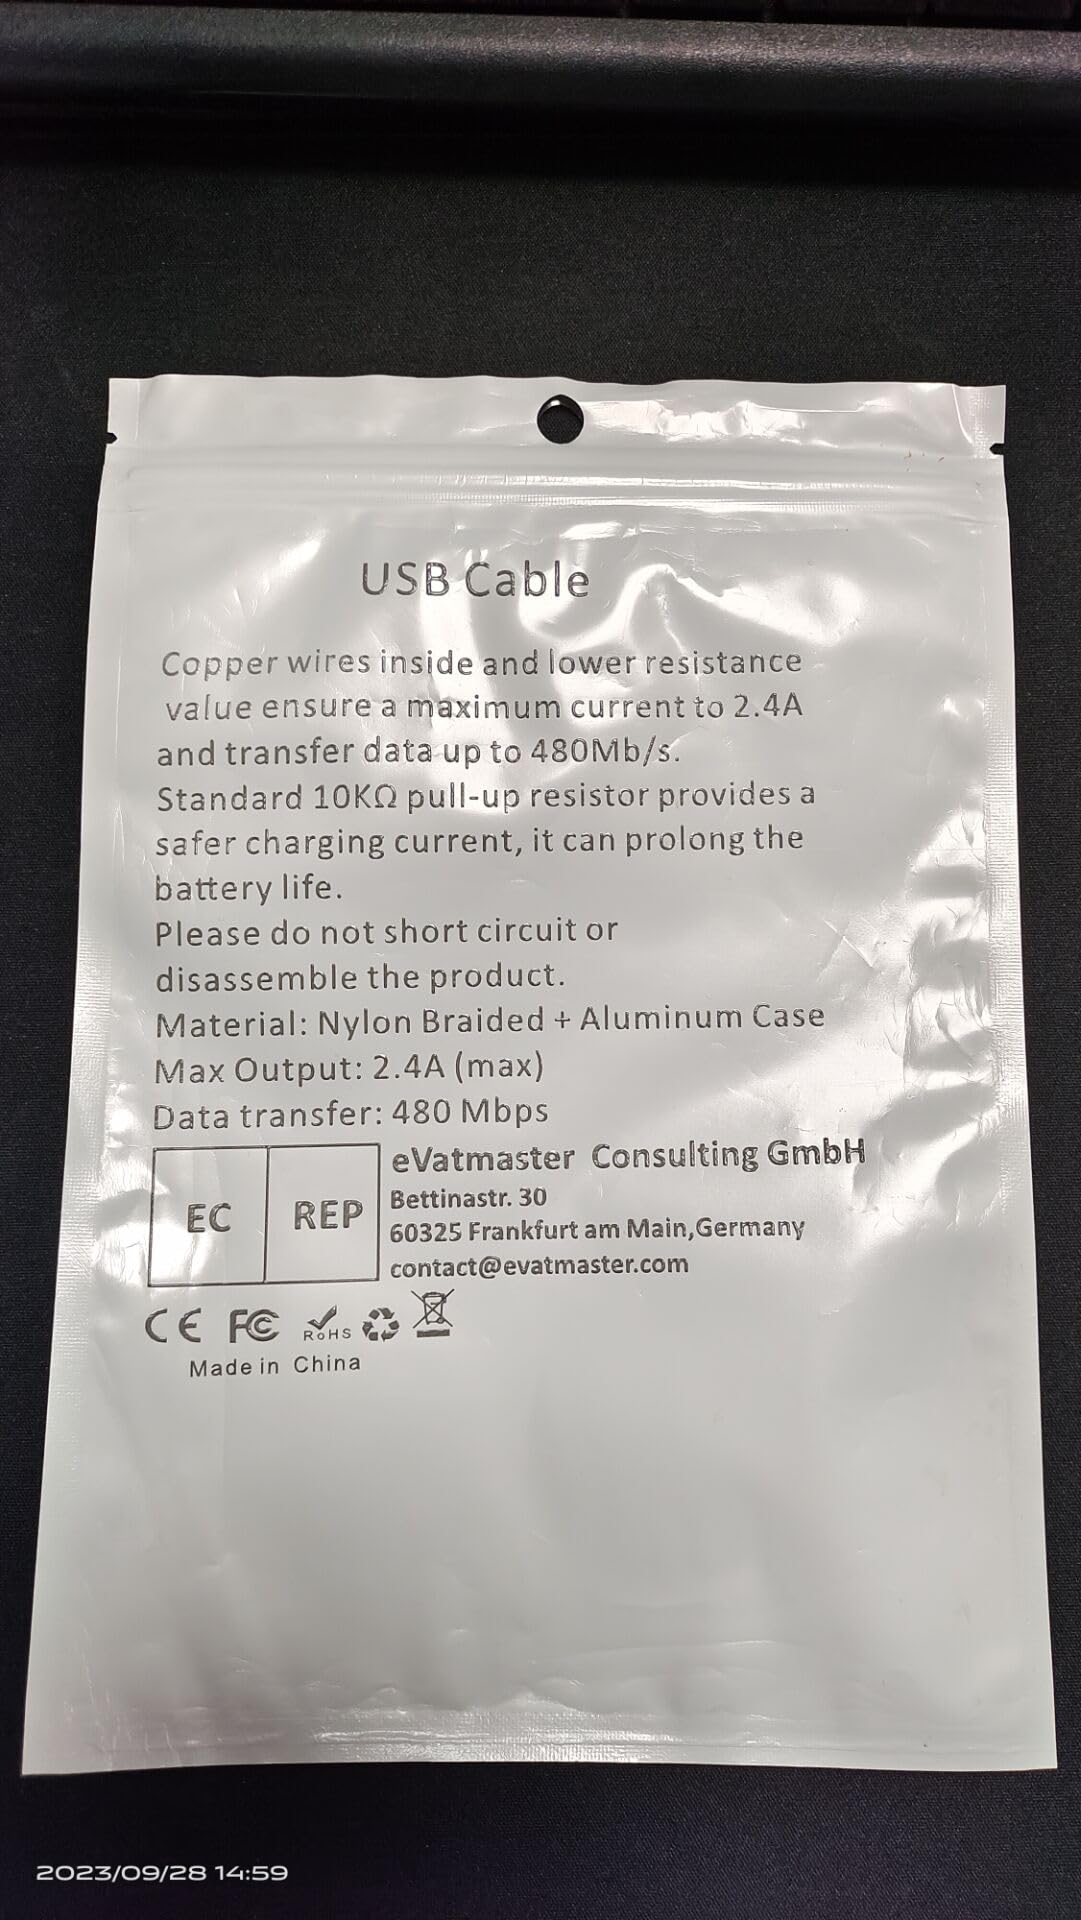 USB Cable
Copper wires inside and lower resistance
value ensure a maximum current to 2.4A
and transfer data up to 480Mb/s.
Standard 10KΩ pull-up resistor provides a
safer charging current, it can prolong the
battery life.
Please do not short circuit or
disassemble the product.
Material: Nylon Braided + Aluminum Case
Max Output: 2.4A (max)
Data transfer: 480 Mbps
EC REP
eVatmaster Consulting GmbH
Bettinastr. 30
60325 Frankfurt am Main,Germany
contact@evatmaster.com
CE FC RoHS
Made in China
2023/09/28 14:59